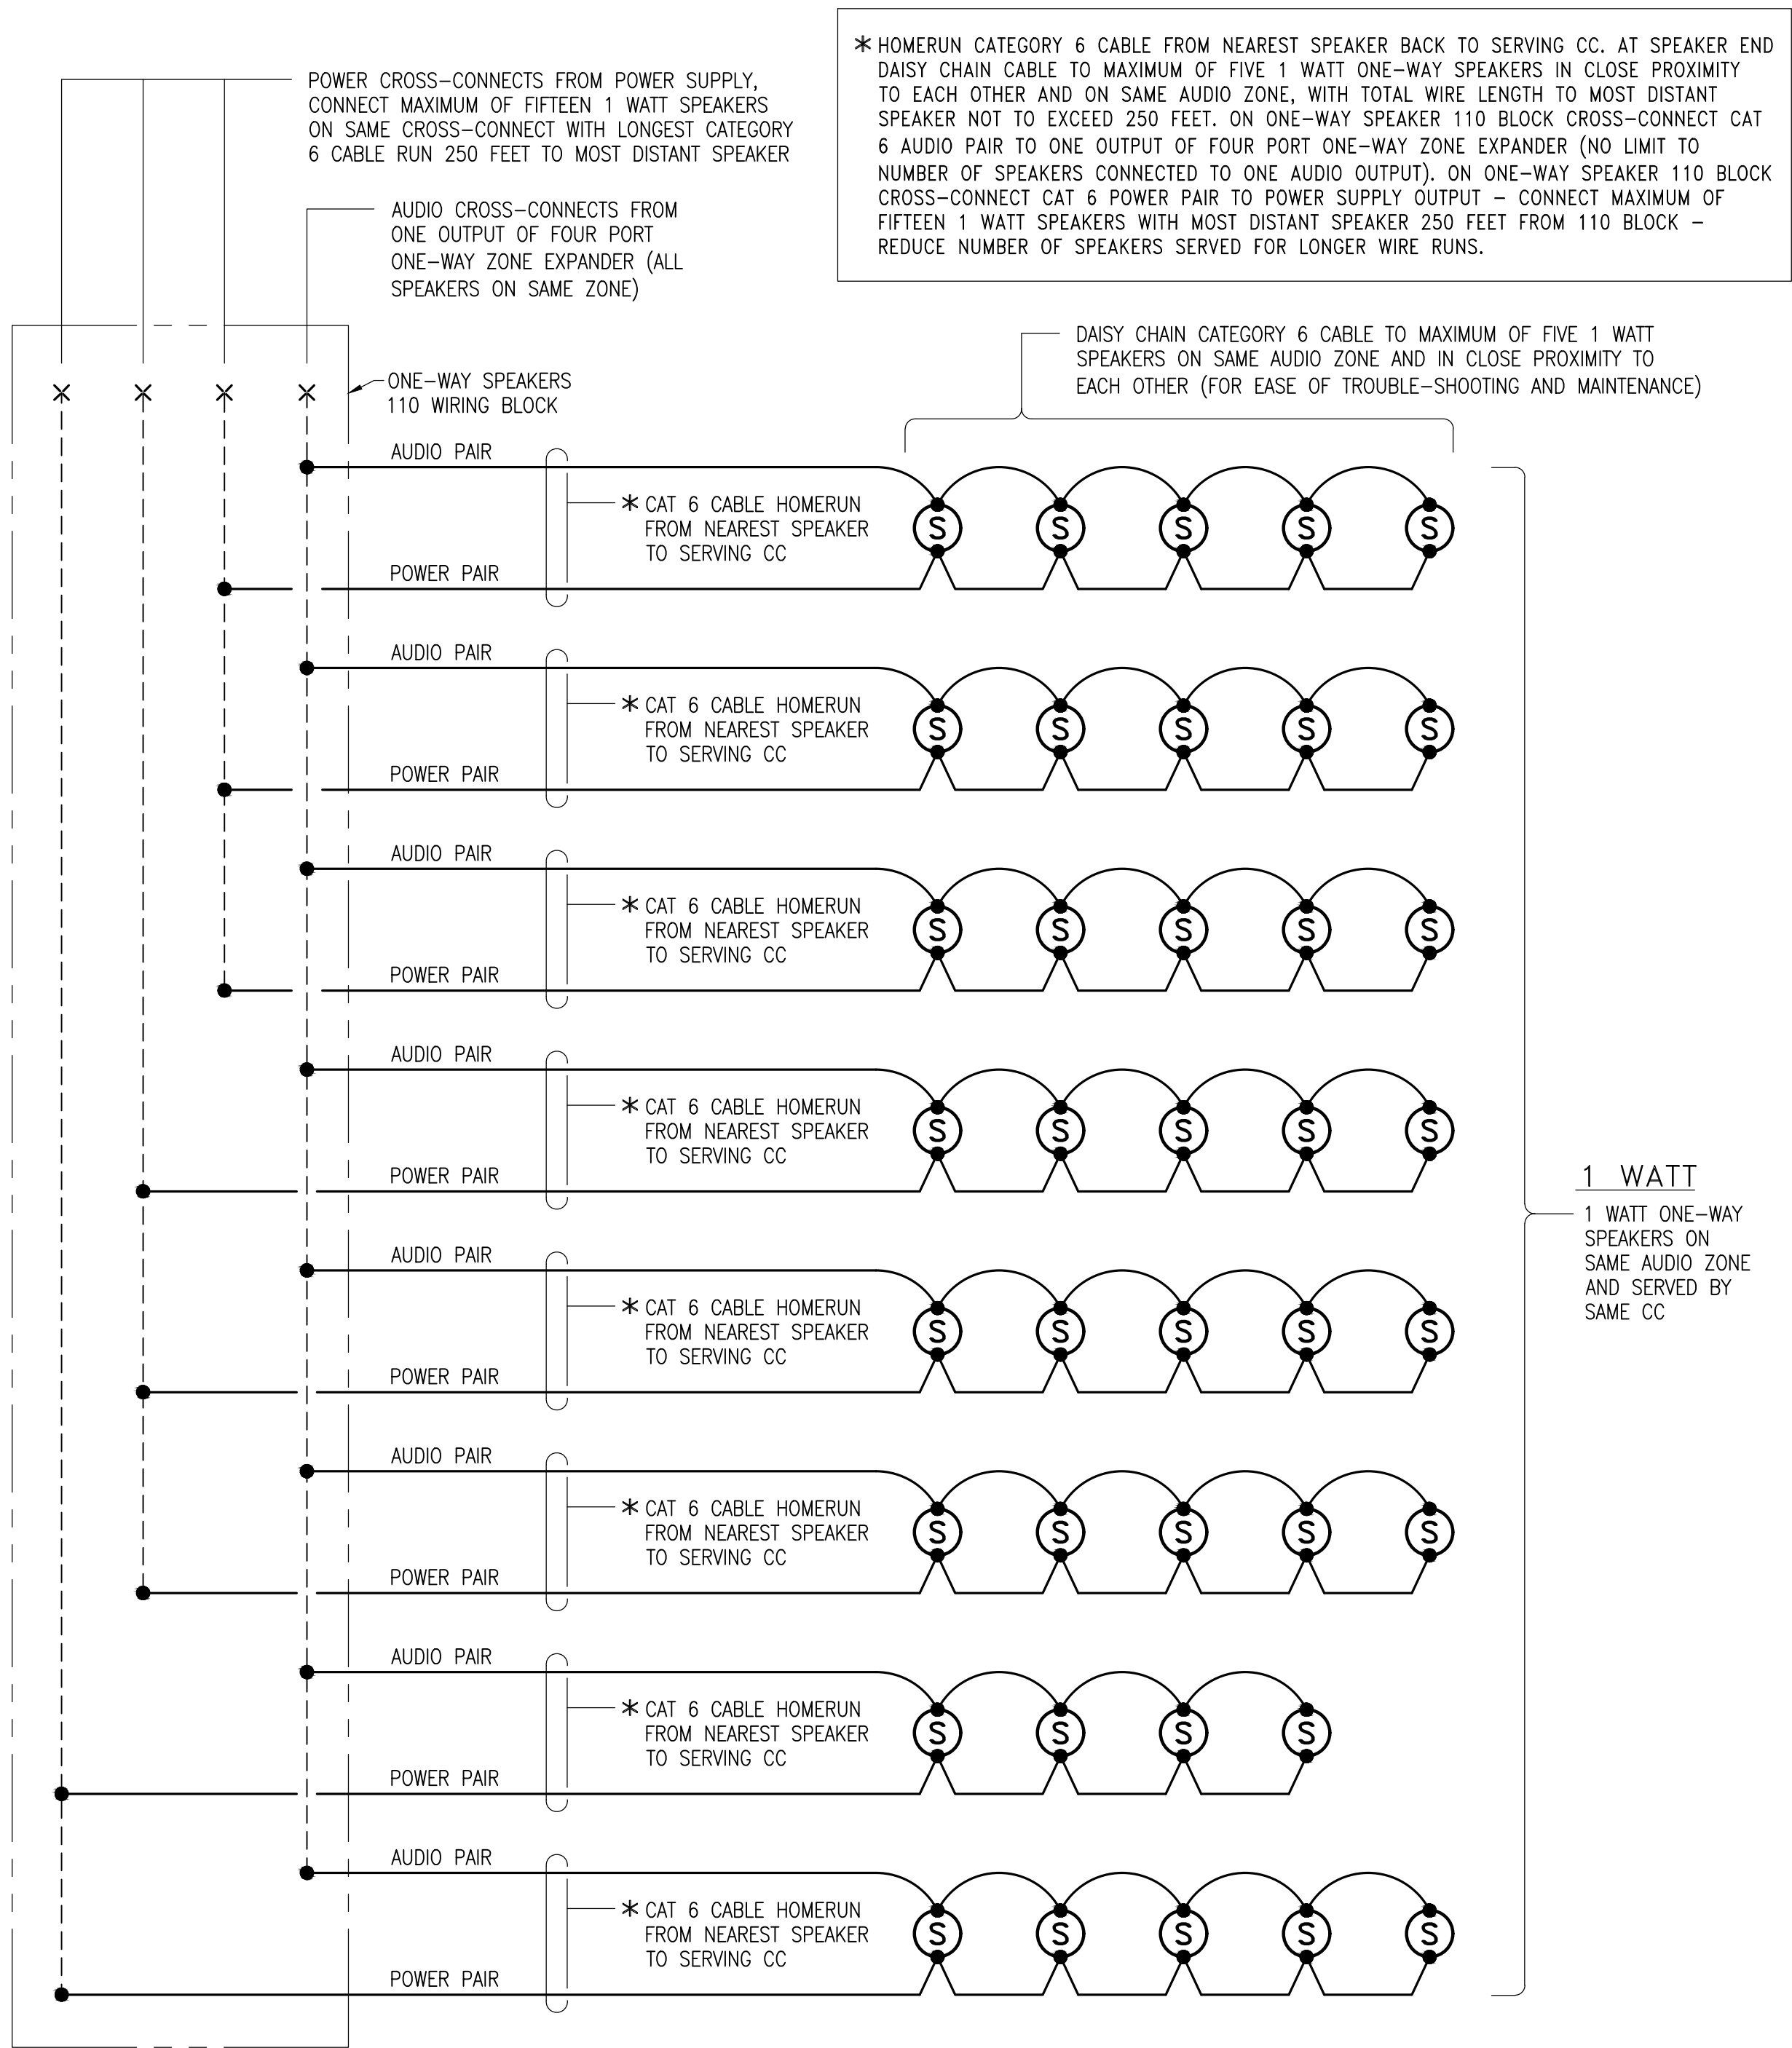 * HOMERUN CATEGORY 6 CABLE FROM NEAREST SPEAKER BACK TO SERVING CC. AT SPEAKER END
DAISY CHAIN CABLE TO MAXIMUM OF FIVE 1 WATT ONE-WAY SPEAKERS IN CLOSE PROXIMITY
TO EACH OTHER AND ON SAME AUDIO ZONE, WITH TOTAL WIRE LENGTH TO MOST DISTANT
SPEAKER NOT TO EXCEED 250 FEET. ON ONE-WAY SPEAKER 110 BLOCK CROSS-CONNECT CAT
6 AUDIO PAIR TO ONE OUTPUT OF FOUR PORT ONE-WAY ZONE EXPANDER (NO LIMIT TO
NUMBER OF SPEAKERS CONNECTED TO ONE AUDIO OUTPUT). ON ONE-WAY SPEAKER 110 BLOCK
CROSS-CONNECT CAT 6 POWER PAIR TO POWER SUPPLY OUTPUT - CONNECT MAXIMUM OF
FIFTEEN 1 WATT SPEAKERS WITH MOST DISTANT SPEAKER 250 FEET FROM 110 BLOCK -
REDUCE NUMBER OF SPEAKERS SERVED FOR LONGER WIRE RUNS.
POWER CROSS-CONNECTS FROM POWER SUPPLY,
CONNECT MAXIMUM OF FIFTEEN 1 WATT SPEAKERS
ON SAME CROSS-CONNECT WITH LONGEST CATEGORY
6 CABLE RUN 250 FEET TO MOST DISTANT SPEAKER
AUDIO CROSS-CONNECTS FROM
ONE OUTPUT OF FOUR PORT
ONE-WAY ZONE EXPANDER (ALL
SPEAKERS ON SAME ZONE)
DAISY CHAIN CATEGORY 6 CABLE TO MAXIMUM OF FIVE 1 WATT
SPEAKERS ON SAME AUDIO ZONE AND IN CLOSE PROXIMITY TO
EACH OTHER (FOR EASE OF TROUBLE-SHOOTING AND MAINTENANCE)
ONE-WAY SPEAKERS
110 WIRING BLOCK
AUDIO PAIR
* CAT 6 CABLE HOMERUN
FROM NEAREST SPEAKER
TO SERVING CC
S S S S S
POWER PAIR
AUDIO PAIR
* CAT 6 CABLE HOMERUN
FROM NEAREST SPEAKER
TO SERVING CC
S S S S S
POWER PAIR
AUDIO PAIR
* CAT 6 CABLE HOMERUN
FROM NEAREST SPEAKER
TO SERVING CC
S S S S S
POWER PAIR
AUDIO PAIR
* CAT 6 CABLE HOMERUN
FROM NEAREST SPEAKER
TO SERVING CC
S S S S S
POWER PAIR
1 WATT
1 WATT ONE-WAY
SPEAKERS ON
SAME AUDIO ZONE
AND SERVED BY
SAME CC
AUDIO PAIR
* CAT 6 CABLE HOMERUN
FROM NEAREST SPEAKER
TO SERVING CC
S S S S S
POWER PAIR
AUDIO PAIR
* CAT 6 CABLE HOMERUN
FROM NEAREST SPEAKER
TO SERVING CC
S S S S S
POWER PAIR
AUDIO PAIR
* CAT 6 CABLE HOMERUN
FROM NEAREST SPEAKER
TO SERVING CC
S S S S
POWER PAIR
AUDIO PAIR
* CAT 6 CABLE HOMERUN
FROM NEAREST SPEAKER
TO SERVING CC
S S S S S
POWER PAIR